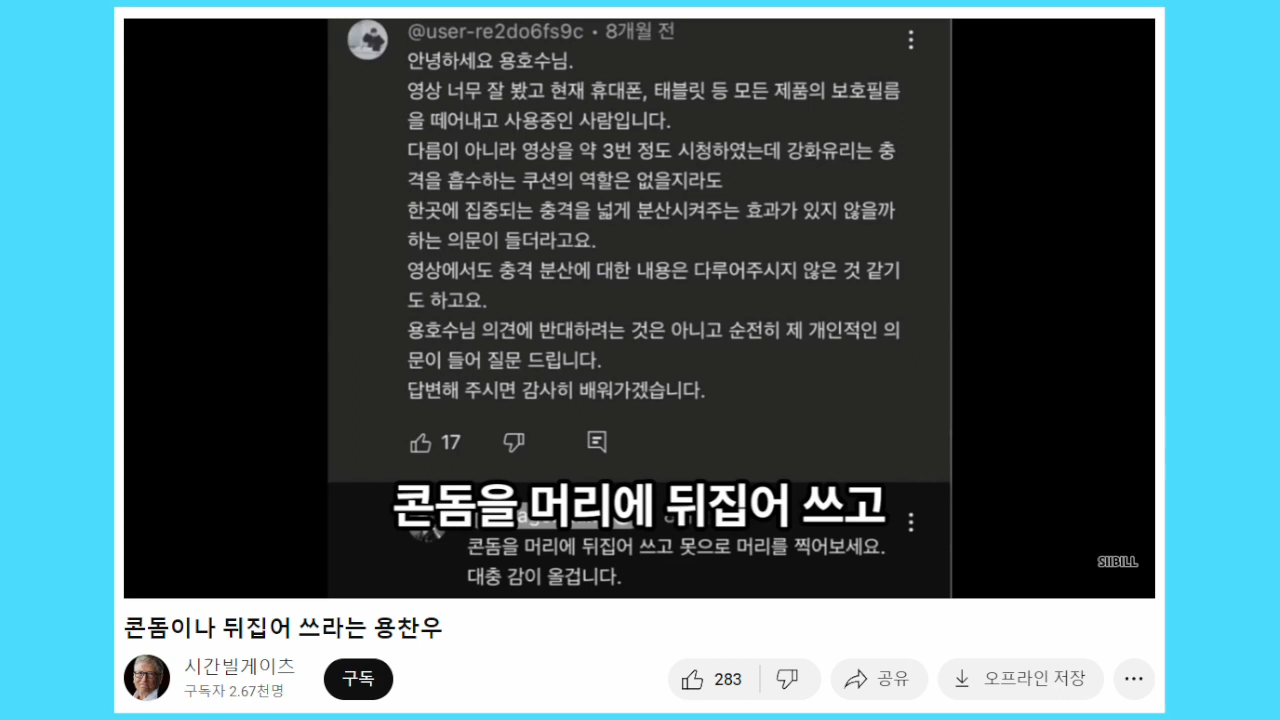 @user-re2do6fs9c • 8개월 전
안녕하세요 용호수님.
영상 너무 잘 봤고 현재 휴대폰, 태블릿 등 모든 제품의 보호필름
을 떼어내고 사용중인 사람입니다.
다름이 아니라 영상을 약 3번 정도 시청하였는데 강화유리는 충
격을 흡수하는 쿠션의 역할은 없을지라도
한곳에 집중되는 충격을 넓게 분산시켜주는 효과가 있지 않을까
하는 의문이 들더라고요.
영상에서도 충격 분산에 대한 내용은 다루어주시지 않은 것 같기
도 하고요.
용호수님 의견에 반대하려는 것은 아니고 순전히 제 개인적인 의
문이 들어 질문 드립니다.
답변해 주시면 감사히 배워가겠습니다.
17
콘돔을 머리에 뒤집어 쓰고
콘돔을 머리에 뒤집어 쓰고 못으로 머리를 찍어보세요.
대충 감이 올겁니다.
SIIBILL
콘돔이나 뒤집어 쓰라는 용찬우
시간빌게이츠
구독자 2.67천명
구독
283
공유
오프라인 저장